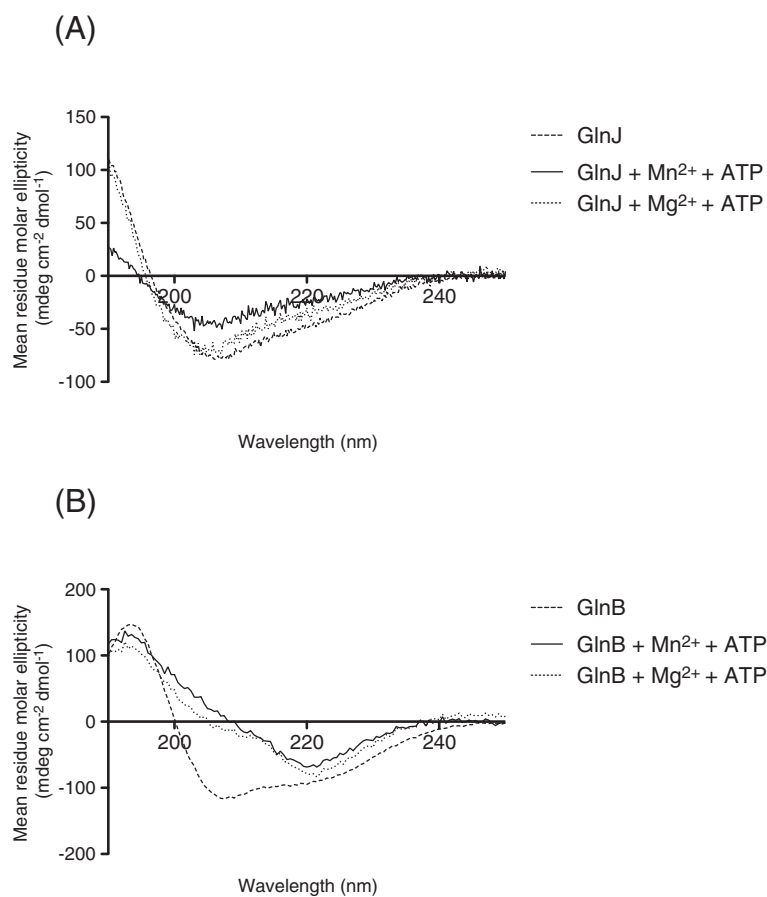 (A)
Mean residue molar ellipticity
(mdeg cm-2 dmol-1)
150
100
50
0
-50
-100
200
220
240
Wavelength (nm)
GlnJ
GlnJ + Mn2+ + ATP
GlnJ + Mg2+ + ATP
(B)
Mean residue molar ellipticity
(mdeg cm-2 dmol-1)
200
100
0
-100
-200
200
220
240
Wavelength (nm)
GlnB
GlnB + Mn2+ + ATP
GlnB + Mg2+ + ATP